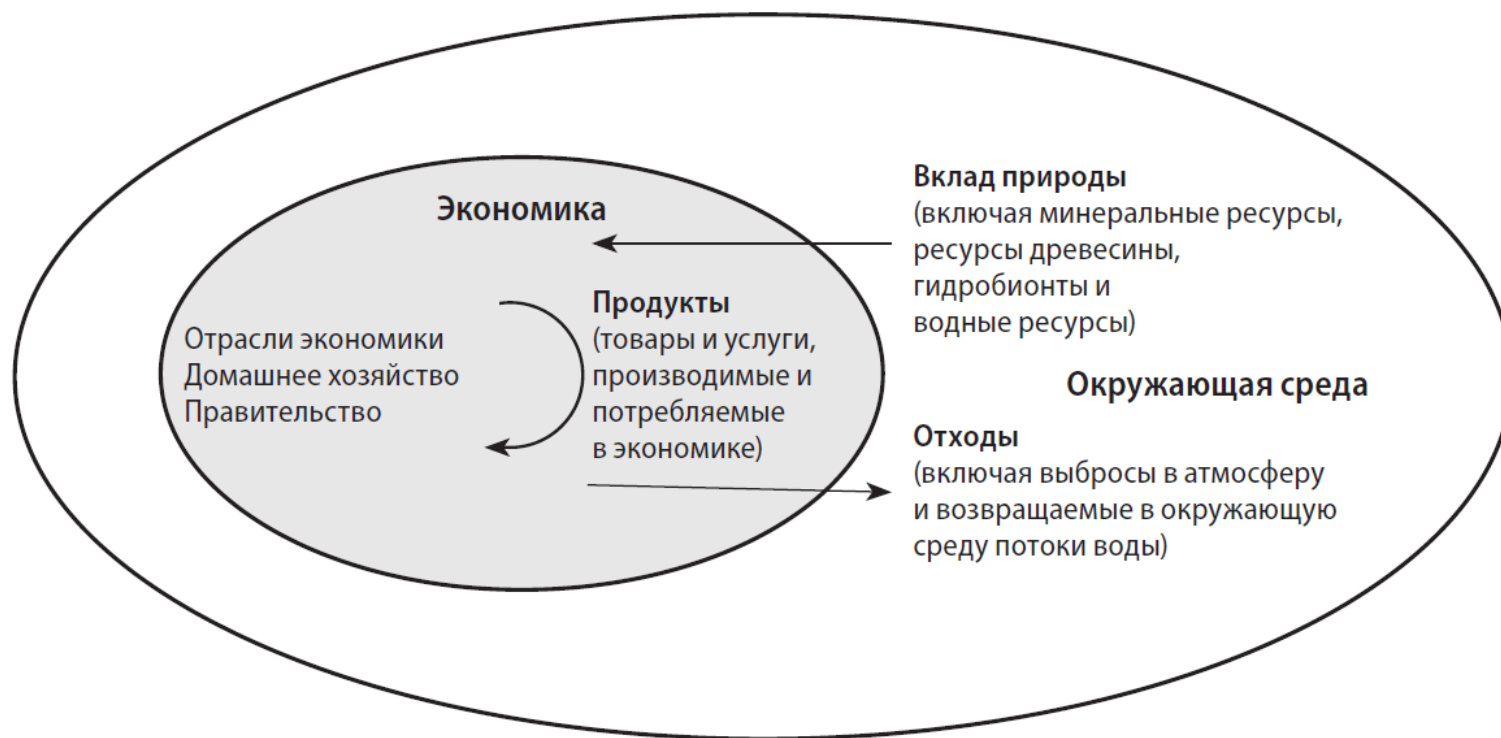 Экономика
Отрасли экономики
Домашнее хозяйство
Правительство
Продукты
(товары и услуги,
производимые и
потребляемые
в экономике)
Вклад природы
(включая минеральные ресурсы,
ресурсы древесины,
гидробионты и
водные ресурсы)
Окружающая среда
Отходы
(включая выбросы в атмосферу
и возвращаемые в окружающую
среду потоки воды)